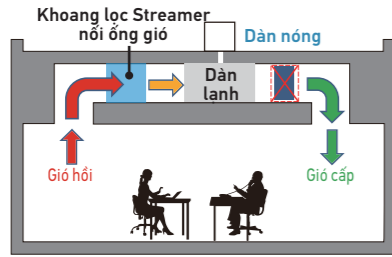 Khoang lọc Streamer
nối ống gió
Dàn nóng
Dàn
lạnh
Gió hồi
Gió cấp